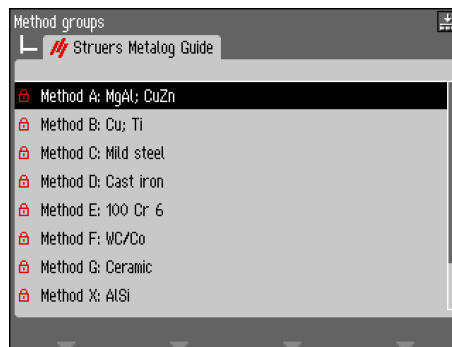 Method groups
Struers Metalog Guide
Method A: MgAl; CuZn
Method B: Cu; Ti
Method C: Mild steel
Method D: Cast iron
Method E: 100 Cr 6
Method F: WC/Co
Method G: Ceramic
Method X: AlSi